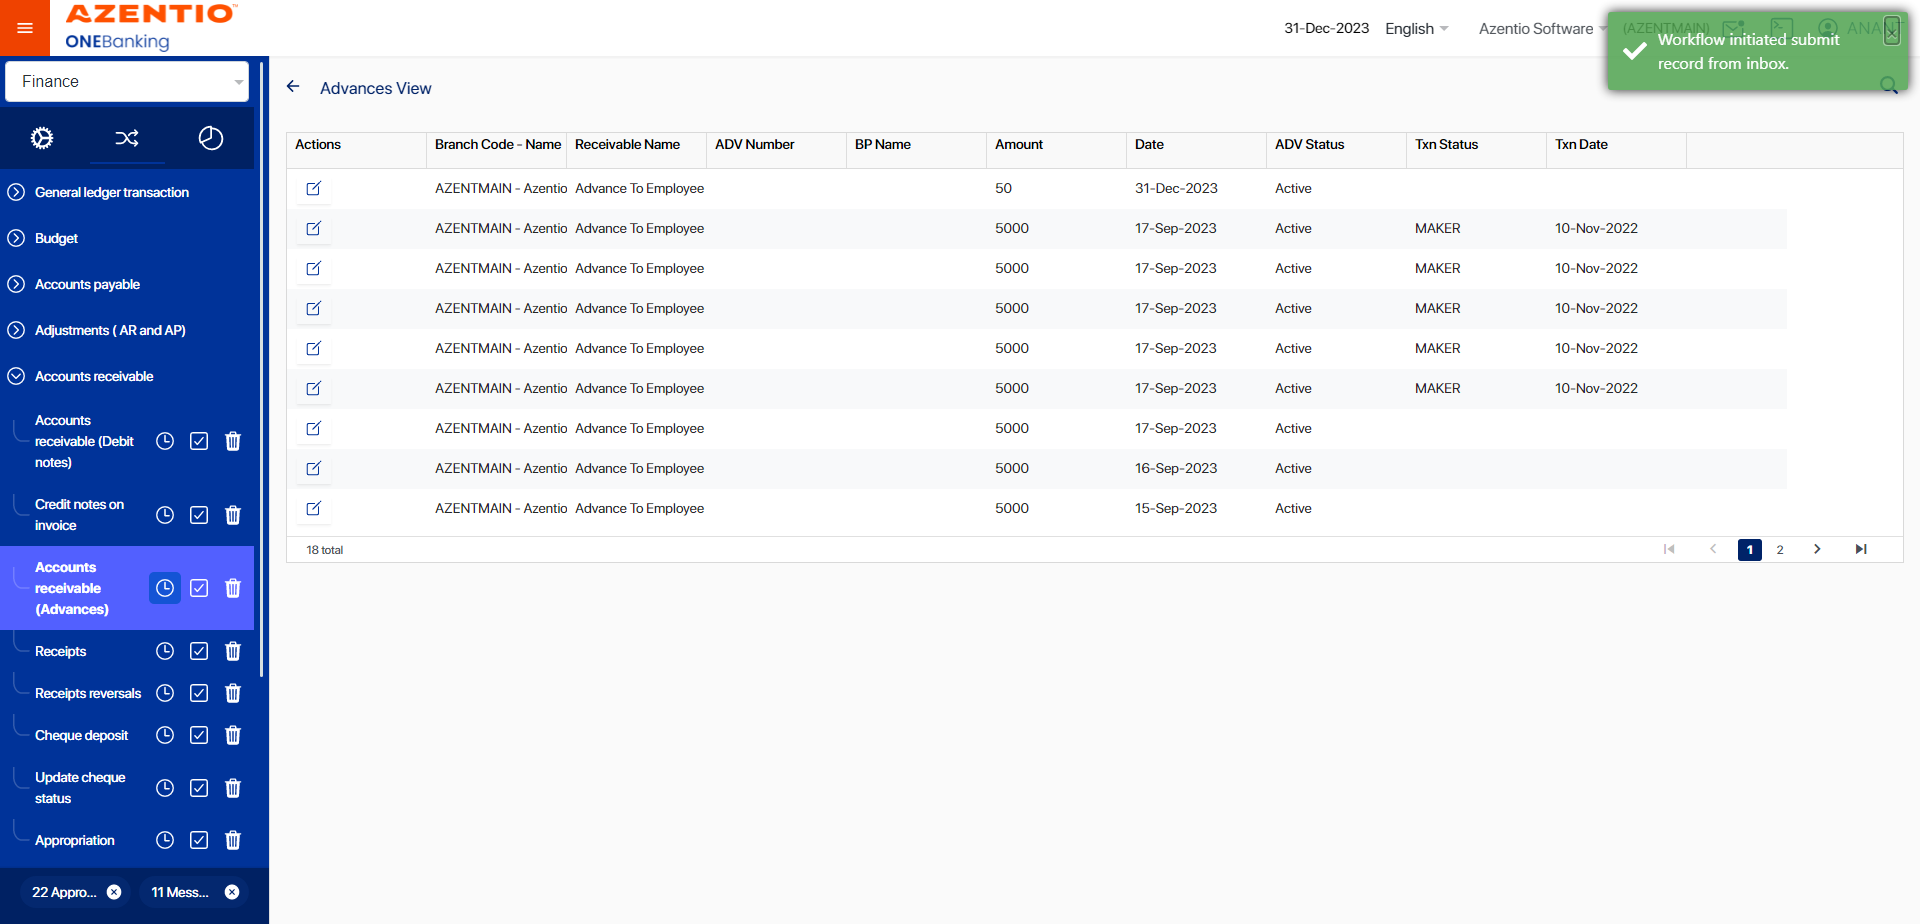 AZENTIO™
ONEBanking
31-Dec-2023 English Azentio Software (AZENTMAIN)
Workflow initiated submit
record from inbox.
Finance
General ledger transaction
Budget
Accounts payable
Adjustments ( AR and AP)
Accounts receivable
Accounts
receivable (Debit
notes)
Credit notes on
invoice
Accounts
receivable
(Advances)
Receipts
Receipts reversals
Cheque deposit
Update cheque
status
Appropriation
22 Appro...
11 Mess...
Advances View
Actions Branch Code - Name Receivable Name ADV Number BP Name Amount Date ADV Status Txn Status Txn Date
AZENTMAIN - Azentio Advance To Employee 50 31-Dec-2023 Active
AZENTMAIN - Azentio Advance To Employee 5000 17-Sep-2023 Active MAKER 10-Nov-2022
AZENTMAIN - Azentio Advance To Employee 5000 17-Sep-2023 Active MAKER 10-Nov-2022
AZENTMAIN - Azentio Advance To Employee 5000 17-Sep-2023 Active MAKER 10-Nov-2022
AZENTMAIN - Azentio Advance To Employee 5000 17-Sep-2023 Active MAKER 10-Nov-2022
AZENTMAIN - Azentio Advance To Employee 5000 17-Sep-2023 Active MAKER 10-Nov-2022
AZENTMAIN - Azentio Advance To Employee 5000 17-Sep-2023 Active
AZENTMAIN - Azentio Advance To Employee 5000 16-Sep-2023 Active
AZENTMAIN - Azentio Advance To Employee 5000 15-Sep-2023 Active
18 total
1 2